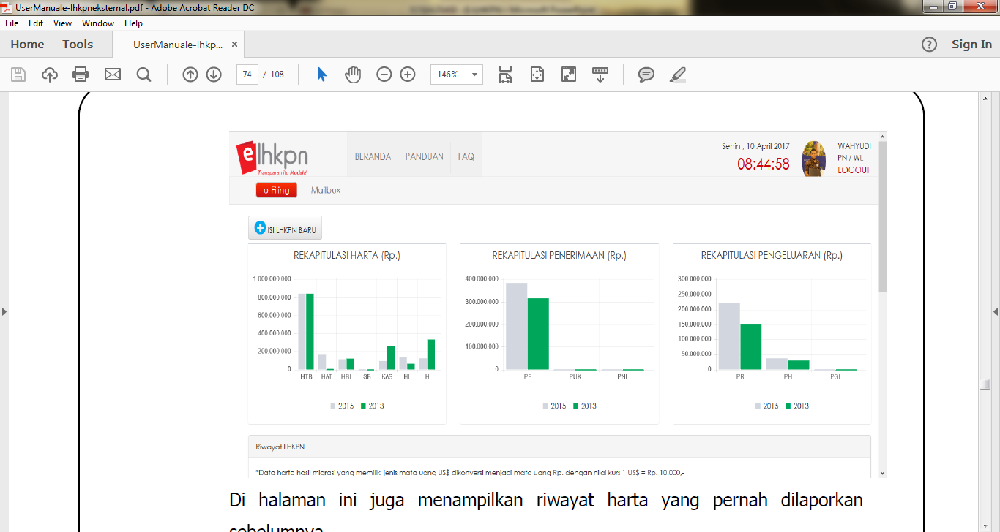 UserManuale-lhkpneksternal.pdf - Adobe Acrobat Reader DC
File Edit View Window Help
Home Tools UserManuale-lhkp... × ? Sign In
74 / 108 146%
elhkpn
Transparan itu Mudah!
BERANDA PANDUAN FAQ
Senin , 10 April 2017
08:44:58
WAHYUDI
PN / WL
LOGOUT
e-Filing Mailbox
ISI LHKPN BARU
REKAPITULASI HARTA (Rp.)
1.000.000.000
800.000.000
600.000.000
400.000.000
200.000.000
0
HTB HAT HBL SB KAS HL H
2015 2013
REKAPITULASI PENERIMAAN (Rp.)
400.000.000
300.000.000
200.000.000
100.000.000
0
PP PUK PNL
2015 2013
REKAPITULASI PENGELUARAN (Rp.)
300.000.000
250.000.000
200.000.000
150.000.000
100.000.000
50.000.000
0
PR PH PGL
2015 2013
Riwayat LHKPN
*Data harta hasil migrasi yang memiliki jenis mata uang US$ dikonversi menjadi mata uang Rp. dengan nilai kurs 1 US$ = Rp. 10.000,-
Di halaman ini juga menampilkan riwayat harta yang pernah dilaporkan
sebelumnya